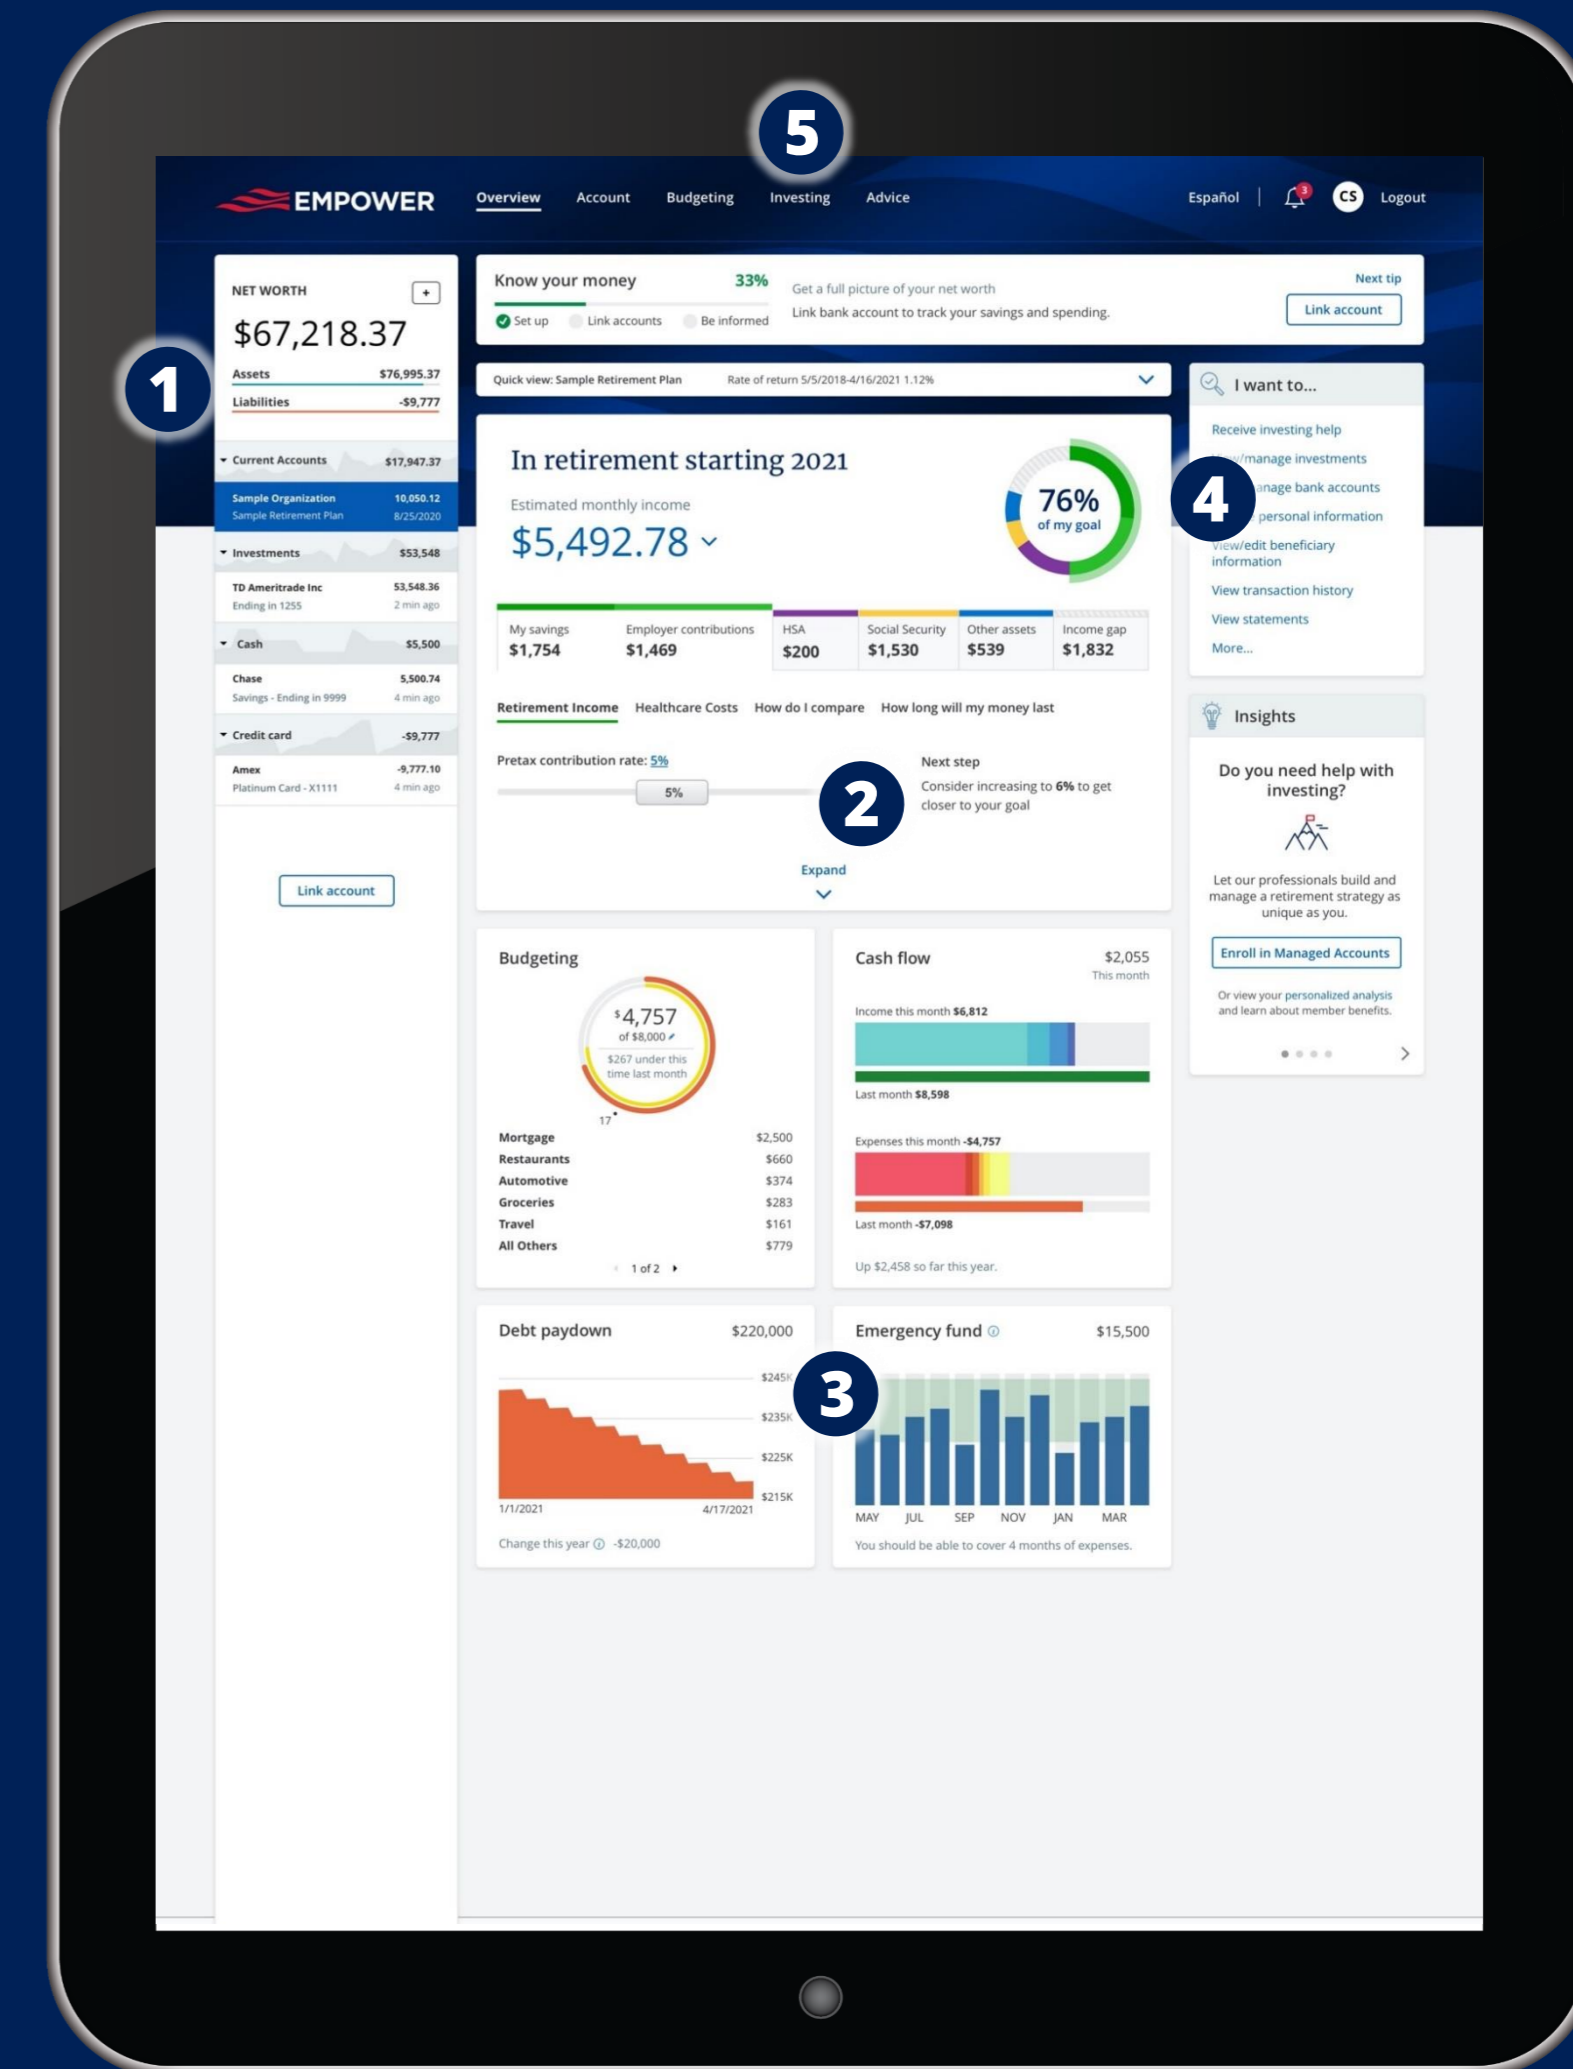 5
EMPOWER
Overview Account Budgeting Investing Advice
Español | 3 CS Logout
NET WORTH +
$67,218.37
1
Assets $76,995.37
Liabilities -$9,777
Current Accounts $17,947.37
Sample Organization 10,050.12
Sample Retirement Plan 8/25/2020
Investments $53,548
TD Ameritrade Inc 53,548.36
Ending in 1255 2 min ago
Cash $5,500
Chase 5,500.74
Savings - Ending in 9999 4 min ago
Credit card -$9,777
Amex -9,777.10
Platinum Card - X1111 4 min ago
Link account
Know your money 33%
Set up Link accounts Be informed
Get a full picture of your net worth
Link bank account to track your savings and spending.
Next tip
Link account
Quick view: Sample Retirement Plan Rate of return 5/5/2018-4/16/2021 1.12%
In retirement starting 2021
Estimated monthly income
$5,492.78
76%
of my goal
My savings Employer contributions HSA Social Security Other assets Income gap
$1,754 $1,469 $200 $1,530 $539 $1,832
Retirement Income Healthcare Costs How do I compare How long will my money last
Pretax contribution rate: 5%
5%
2
Next step
Consider increasing to 6% to get
closer to your goal
Expand
I want to...
Receive investing help
/manage investments
4
anage bank accounts
personal information
View/edit beneficiary
information
View transaction history
View statements
More...
Insights
Do you need help with
investing?
Let our professionals build and
manage a retirement strategy as
unique as you.
Enroll in Managed Accounts
Or view your personalized analysis
and learn about member benefits.
Budgeting
$4,757
of $8,000
$267 under this
time last month
17
Mortgage $2,500
Restaurants $660
Automotive $374
Groceries $283
Travel $161
All Others $779
1 of 2
Cash flow $2,055
This month
Income this month $6,812
Last month $8,598
Expenses this month -$4,757
Last month -$7,098
Up $2,458 so far this year.
Debt paydown $220,000
$245K
$235K
$225K
$215K
1/1/2021 4/17/2021
Change this year -$20,000
3
Emergency fund $15,500
MAY JUL SEP NOV JAN MAR
You should be able to cover 4 months of expenses.